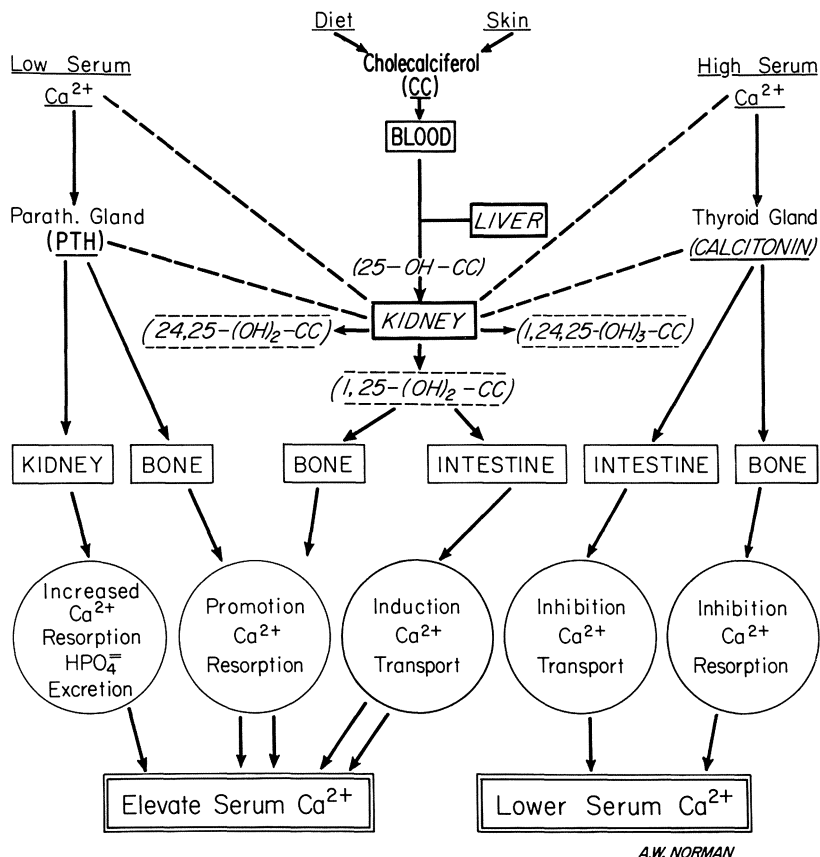 Diet
Skin
Low Serum
Ca²⁺
Cholecalciferol
(CC)
High Serum
Ca²⁺
BLOOD
LIVER
Parath. Gland
(PTH)
Thyroid Gland
(CALCITONIN)
(25-OH-CC)
KIDNEY
(24,25-(OH)₂-CC)
(1,24,25-(OH)₃-CC)
(1,25-(OH)₂-CC)
KIDNEY
BONE
BONE
INTESTINE
INTESTINE
BONE
Increased
Ca²⁺
Resorption
HPO₄⁼
Excretion
Promotion
Ca²⁺
Resorption
Induction
Ca²⁺
Transport
Inhibition
Ca²⁺
Transport
Inhibition
Ca²⁺
Resorption
Elevate Serum Ca²⁺
Lower Serum Ca²⁺
A.W. NORMAN